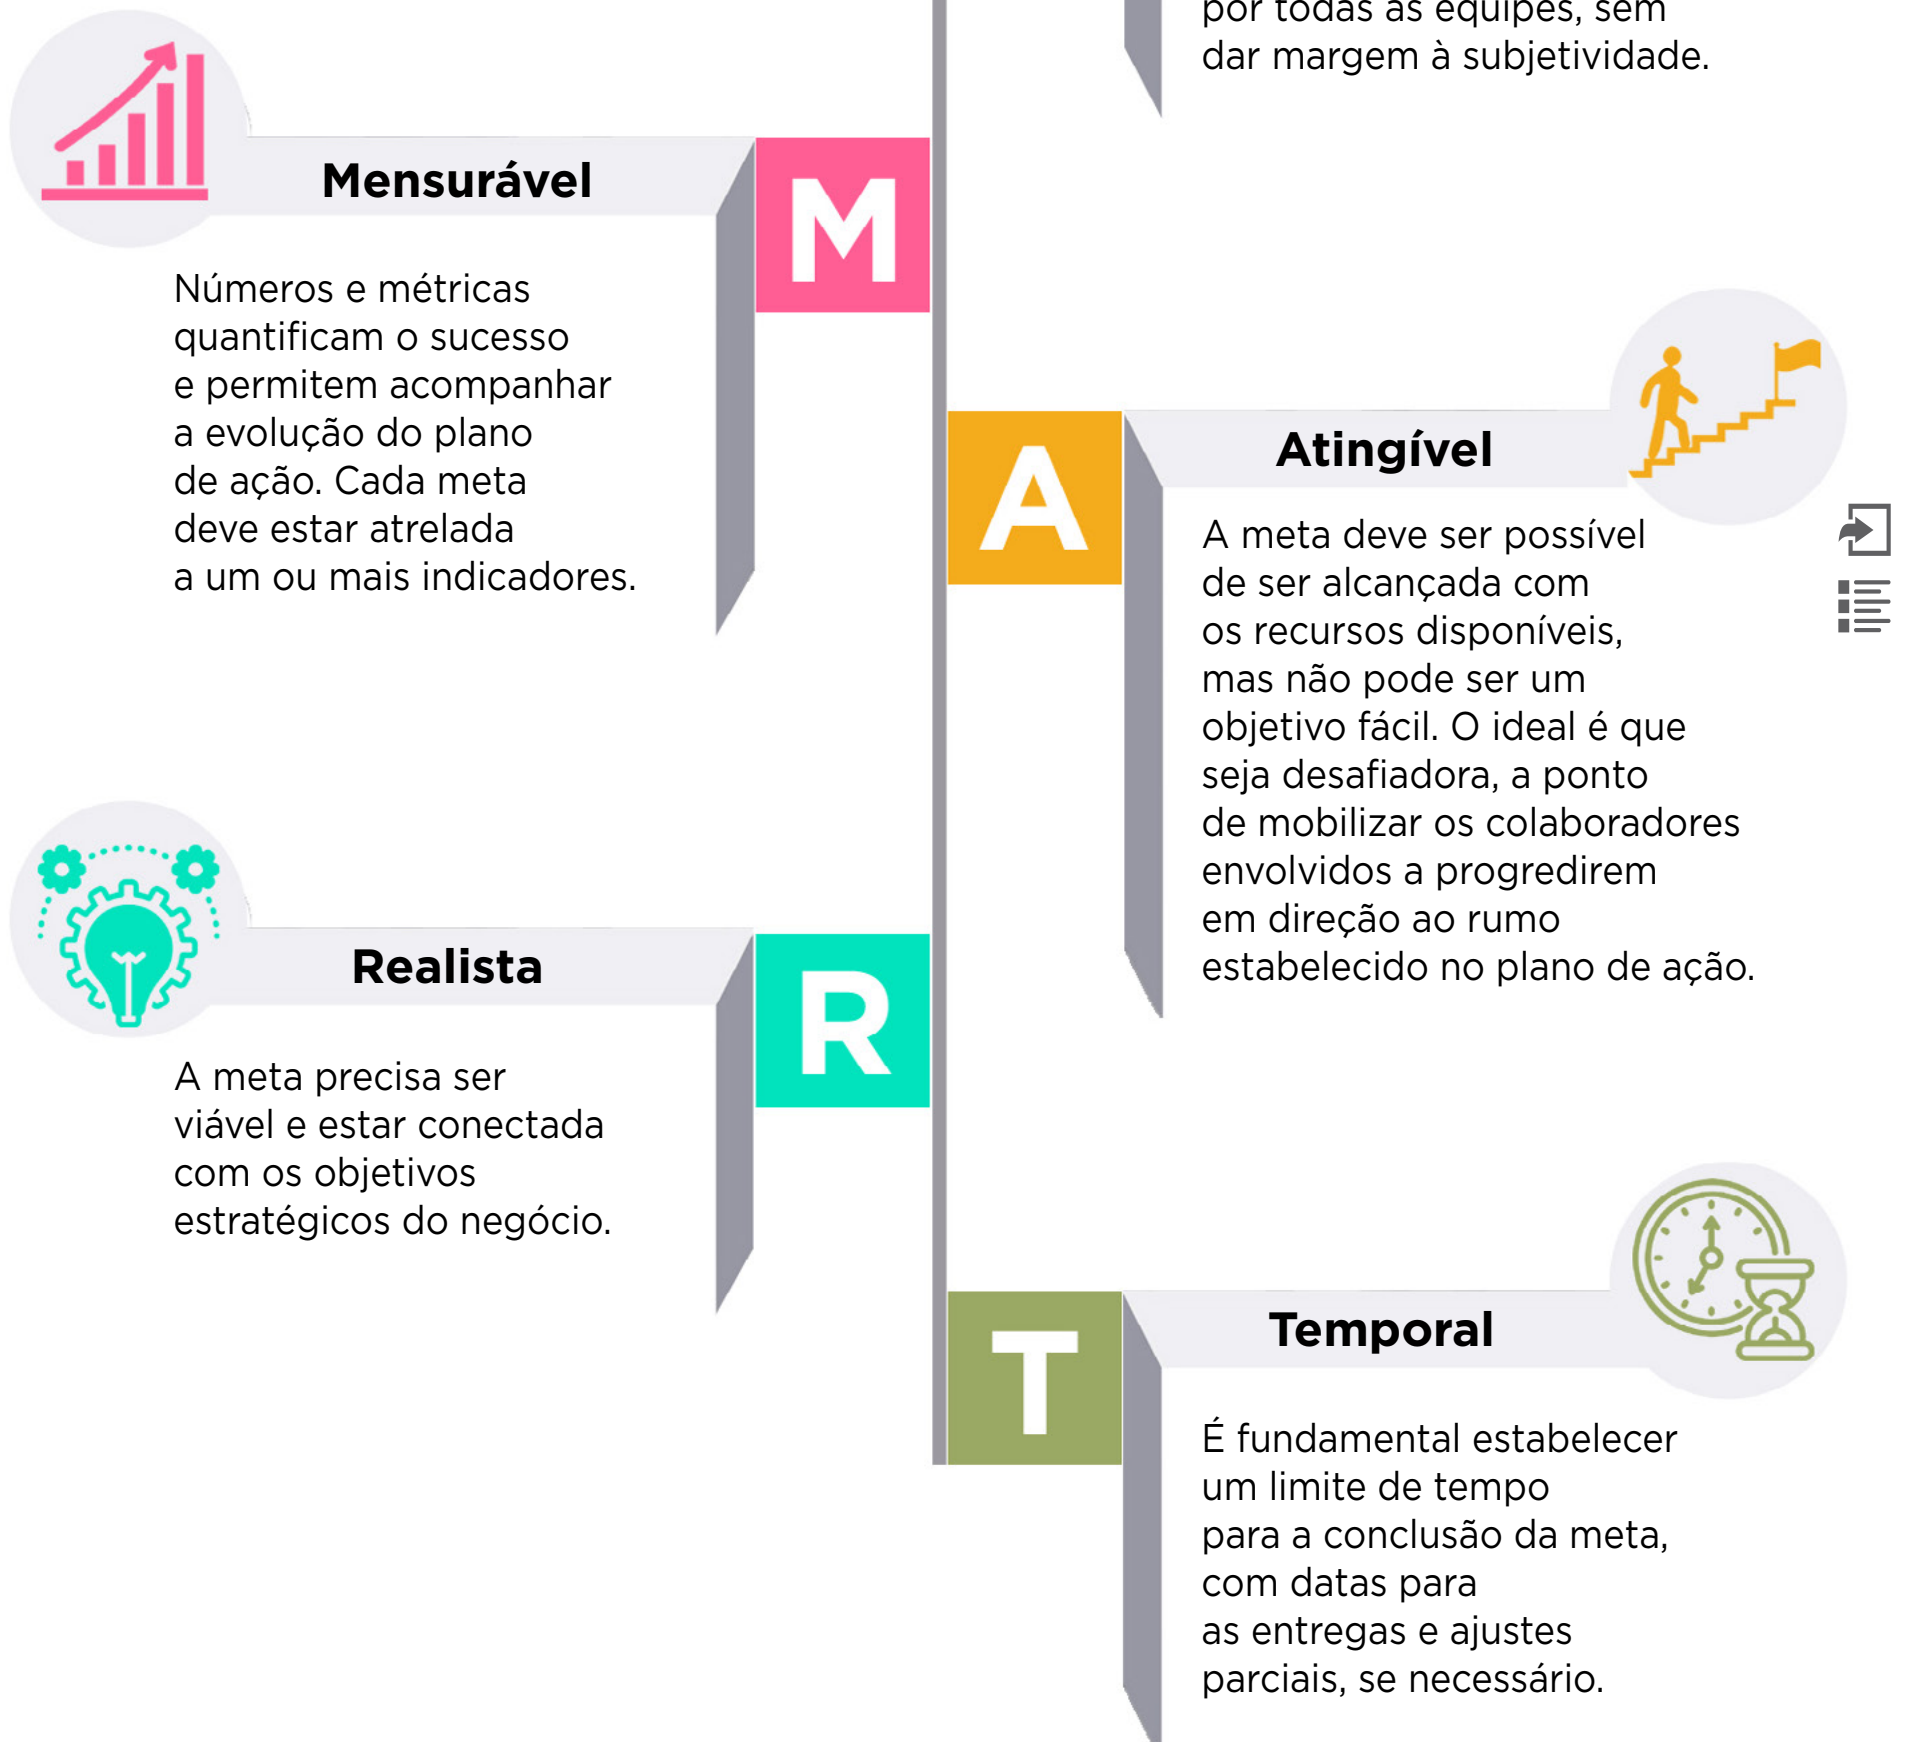 por todas as equipes, sem
dar margem à subjetividade.
Mensurável
M
Números e métricas
quantificam o sucesso
e permitem acompanhar
a evolução do plano
de ação. Cada meta
deve estar atrelada
a um ou mais indicadores.
A
Atingível
A meta deve ser possível
de ser alcançada com
os recursos disponíveis,
mas não pode ser um
objetivo fácil. O ideal é que
seja desafiadora, a ponto
de mobilizar os colaboradores
envolvidos a progredirem
em direção ao rumo
estabelecido no plano de ação.
Realista
R
A meta precisa ser
viável e estar conectada
com os objetivos
estratégicos do negócio.
T
Temporal
É fundamental estabelecer
um limite de tempo
para a conclusão da meta,
com datas para
as entregas e ajustes
parciais, se necessário.